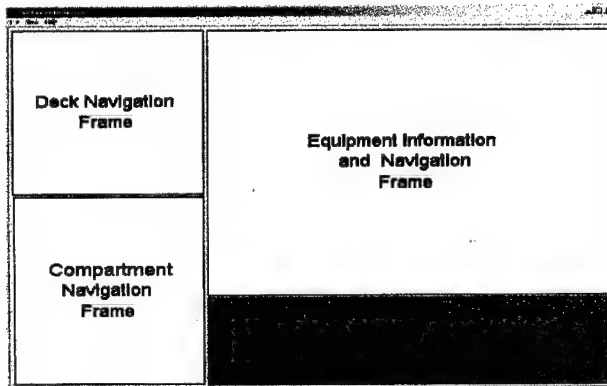 Deck Navigation
Frame
Equipment Information
and Navigation
Frame
Compartment
Navigation
Frame